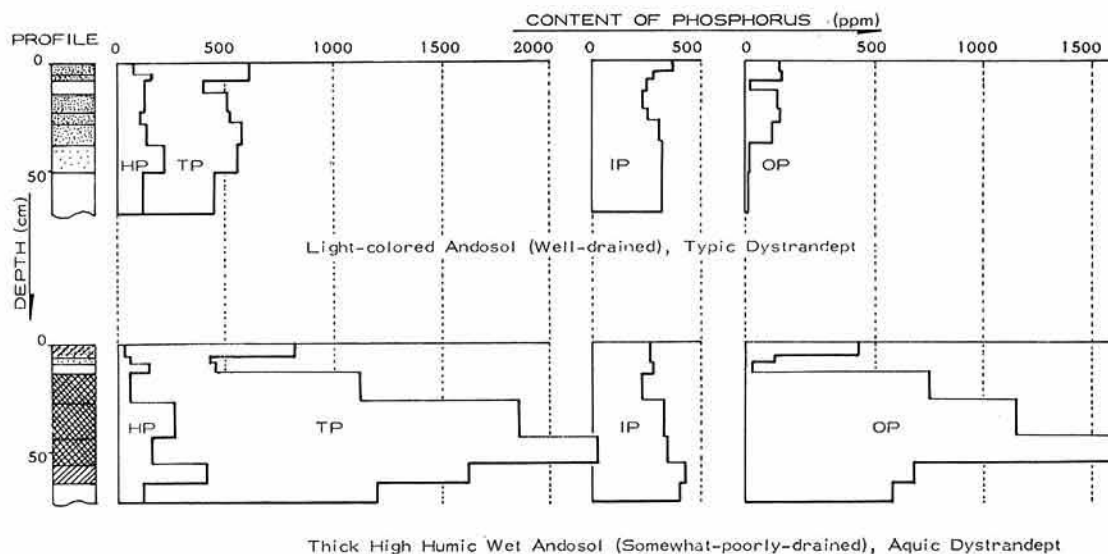 CONTENT OF PHOSPHORUS (ppm)
PROFILE
0 500 1000 1500 2000 0 500 0 500 1000 1500
0
HP TP IP OP
50
DEPTH (cm)
Light-colored Andosol (Well-drained), Typic Dystrandept
0
HP TP IP OP
50
Thick High Humic Wet Andosol (Somewhat-poorly-drained), Aquic Dystrandept